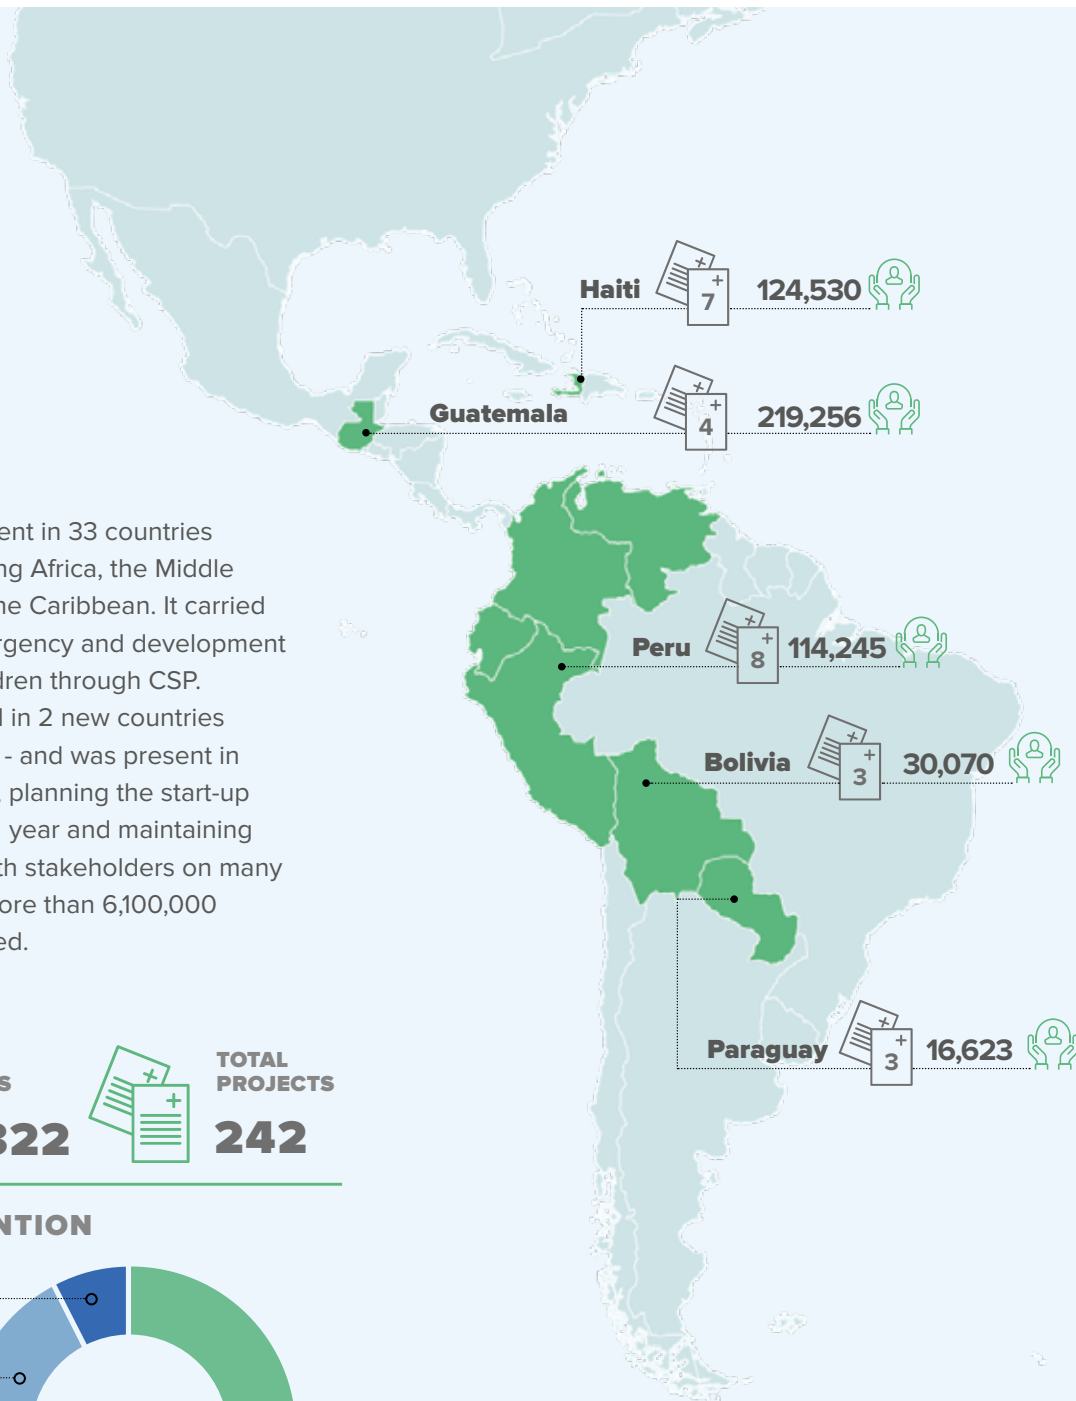 Haiti 7 124,530
Guatemala 4 219,256
ent in 33 countries
ng Africa, the Middle
ne Caribbean. It carried
rgency and development
dren through CSP.
in 2 new countries
- and was present in
, planning the start-up
year and maintaining
th stakeholders on many
ore than 6,100,000
ed.
Peru 8 114,245
Bolivia 3 30,070
Paraguay 3 16,623
S
322
TOTAL
PROJECTS
242
NTION